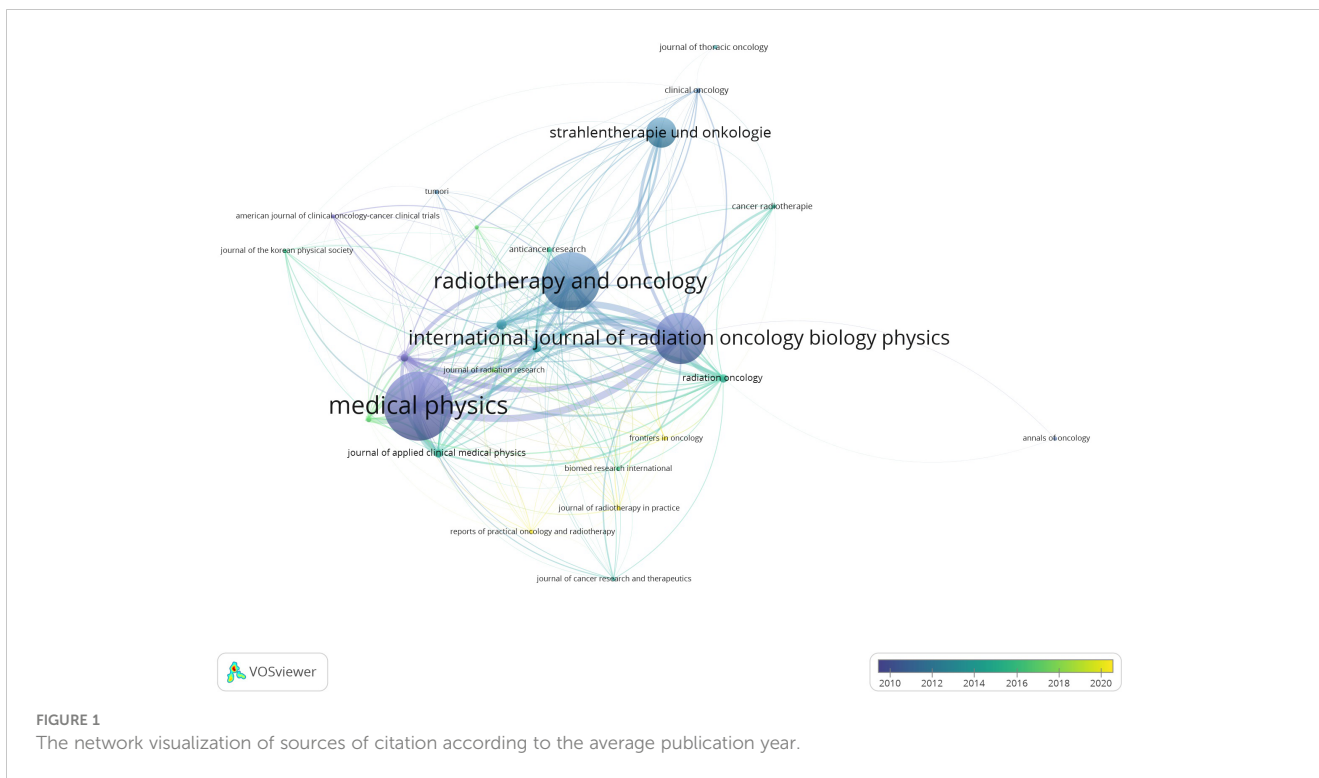 journal of thoracic oncology
clinical oncology
strahlentherapie und onkologie
tumori
cancer radiotherapie
american journal of clinical oncology-cancer clinical trials
journal of the korean physical society
anticancer research
radiotherapy and oncology
international journal of radiation oncology biology physics
journal of radiation research
radiation oncology
medical physics
frontiers in oncology
annals of oncology
journal of applied clinical medical physics
biomed research international
journal of radiotherapy in practice
reports of practical oncology and radiotherapy
journal of cancer research and therapeutics
VOSviewer
2010 2012 2014 2016 2018 2020
FIGURE 1
The network visualization of sources of citation according to the average publication year.